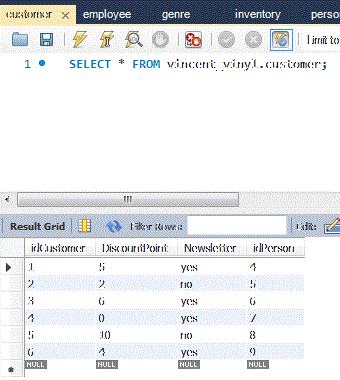 customer × employee genre inventory perso
Limit to
1 SELECT * FROM vincent_vinyl.customer;
Result Grid Filter Rows: Edit:
idCustomer DiscountPoint Newsletter idPerson
1 5 yes 4
2 2 no 5
3 6 yes 6
4 0 yes 7
5 10 no 8
6 4 yes 9
NULL NULL NULL NULL